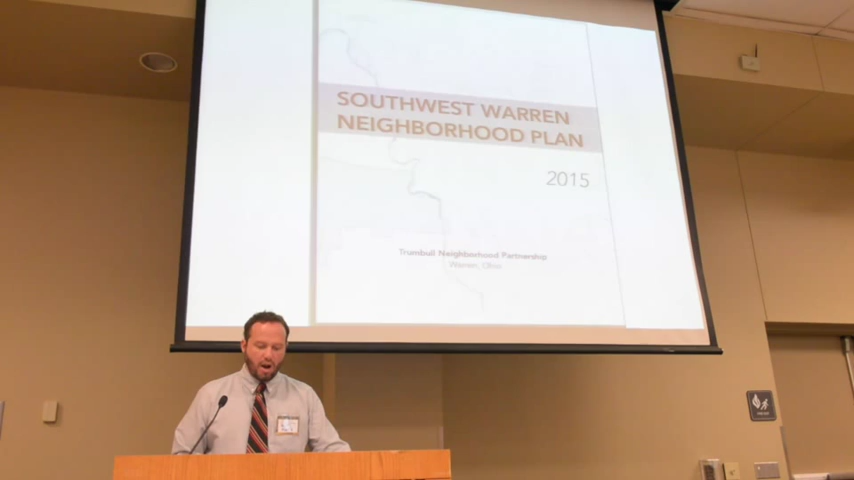 SOUTHWEST WARREN
NEIGHBORHOOD PLAN
2015
Trumbull Neighborhood Partnership
Warren, Ohio